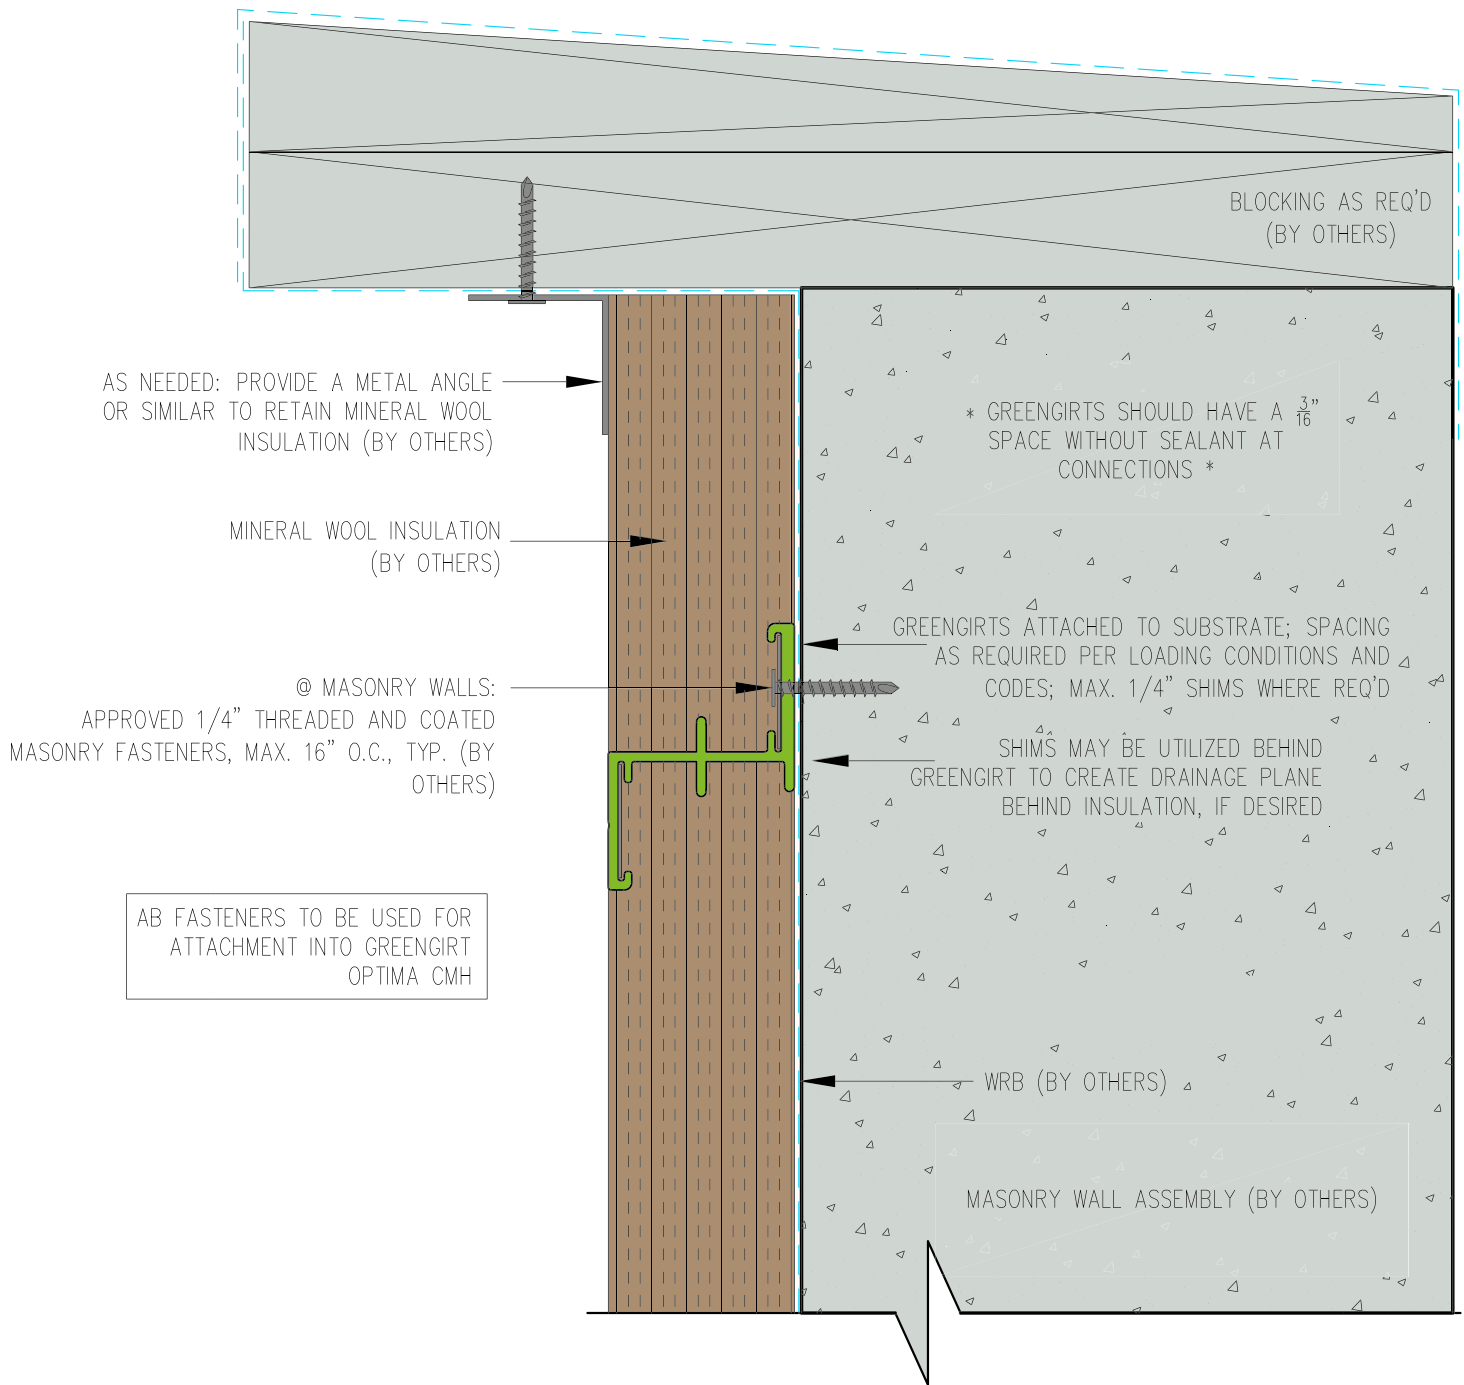 BLOCKING AS REQ'D
(BY OTHERS)
AS NEEDED: PROVIDE A METAL ANGLE
OR SIMILAR TO RETAIN MINERAL WOOL
INSULATION (BY OTHERS)
* GREENGIRTS SHOULD HAVE A 3/16"
SPACE WITHOUT SEALANT AT
CONNECTIONS *
MINERAL WOOL INSULATION
(BY OTHERS)
GREENGIRTS ATTACHED TO SUBSTRATE; SPACING
AS REQUIRED PER LOADING CONDITIONS AND
CODES; MAX. 1/4" SHIMS WHERE REQ'D
@ MASONRY WALLS:
APPROVED 1/4" THREADED AND COATED
MASONRY FASTENERS, MAX. 16" O.C., TYP. (BY
OTHERS)
SHIMS MAY BE UTILIZED BEHIND
GREENGIRT TO CREATE DRAINAGE PLANE
BEHIND INSULATION, IF DESIRED
AB FASTENERS TO BE USED FOR
ATTACHMENT INTO GREENGIRT
OPTIMA CMH
WRB (BY OTHERS)
MASONRY WALL ASSEMBLY (BY OTHERS)